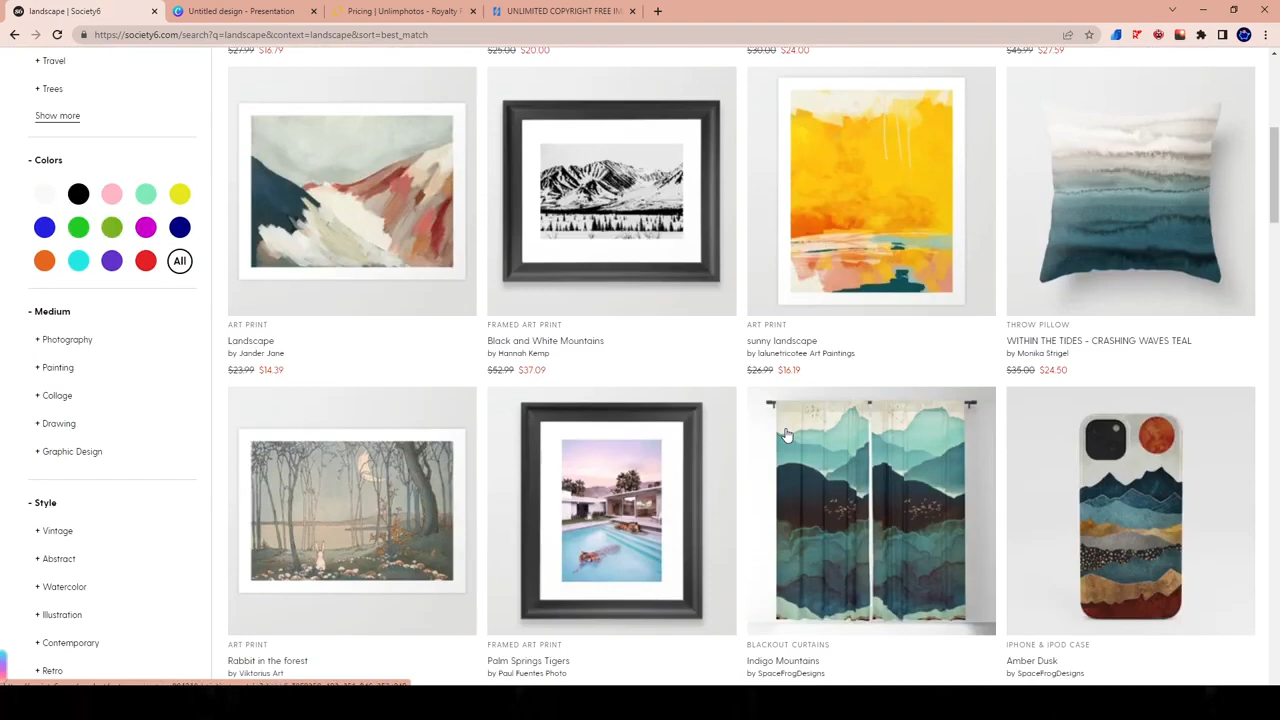 landscape | Society6
Untitled design - Presentation
Pricing | Unlimphotos - Royalty F
UNLIMITED COPYRIGHT FREE IM
https://society6.com/search?q=landscape&context=landscape&sort=best_match
$27.99 $16.79
$25.00 $20.00
$30.00 $24.00
$45.99 $27.59
+ Travel
+ Trees
Show more
- Colors
All
- Medium
+ Photography
+ Painting
+ Collage
+ Drawing
+ Graphic Design
- Style
+ Vintage
+ Abstract
+ Watercolor
+ Illustration
+ Contemporary
+ Retro
ART PRINT
Landscape
by Jander Jane
$23.99 $14.39
FRAMED ART PRINT
Black and White Mountains
by Hannah Kemp
$52.99 $37.09
ART PRINT
sunny landscape
by lalunetricotee Art Paintings
$26.99 $16.19
THROW PILLOW
WITHIN THE TIDES - CRASHING WAVES TEAL
by Monika Strigel
$35.00 $24.50
ART PRINT
Rabbit in the forest
by Viktorius Art
FRAMED ART PRINT
Palm Springs Tigers
by Paul Fuentes Photo
BLACKOUT CURTAINS
Indigo Mountains
by SpaceFrogDesigns
IPHONE & IPOD CASE
Amber Dusk
by SpaceFrogDesigns